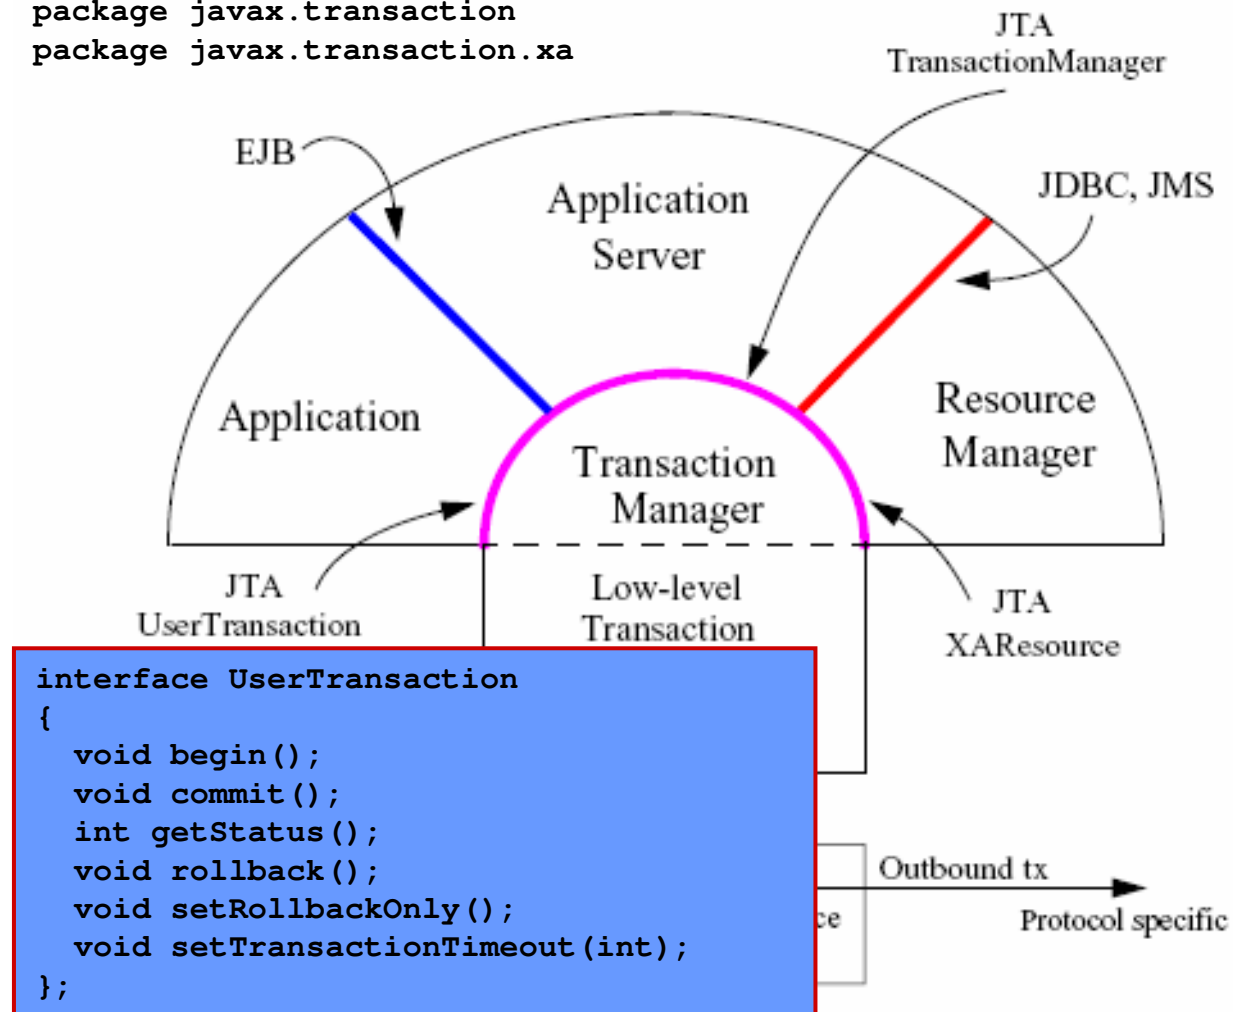 package javax.transaction
package javax.transaction.xa
JTA
TransactionManager
EJB
Application
Server
JDBC, JMS
Application
Resource
Manager
Transaction
Manager
JTA
UserTransaction
Low-level
Transaction
JTA
XAResource
interface UserTransaction
{
void begin();
void commit();
int getStatus();
void rollback();
void setRollbackOnly();
void setTransactionTimeout(int);
};
Outbound tx
Protocol specific